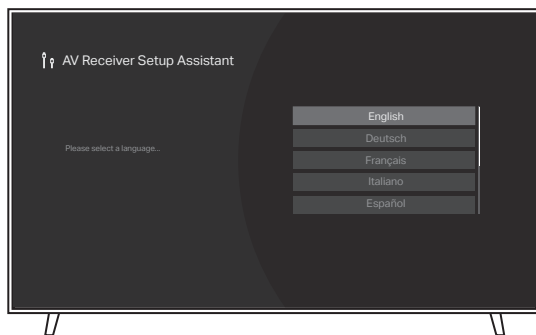 AV Receiver Setup Assistant
Please select a language...
English
Deutsch
Français
Italiano
Español